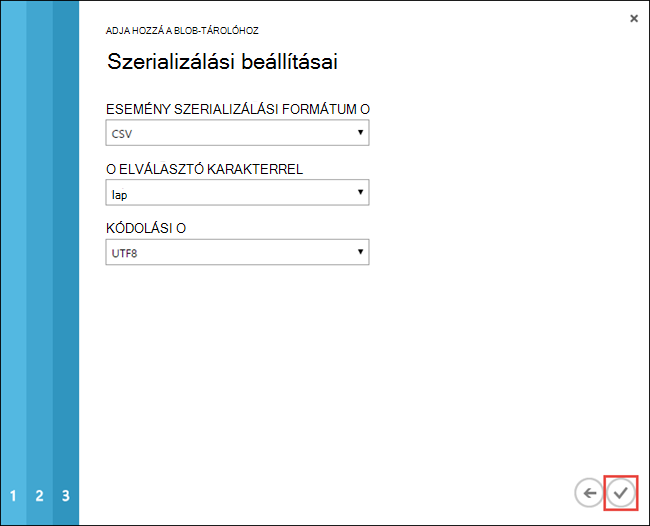 ADJA HOZZÁ A BLOB-TÁROLÓHOZ
Szerializálási beállításai
ESEMÉNY SZERIALIZÁLÁSI FORMÁTUM O
CSV
O ELVÁLASZTÓ KARAKTERREL
lap
KÓDOLÁSI O
UTF8
1 2 3